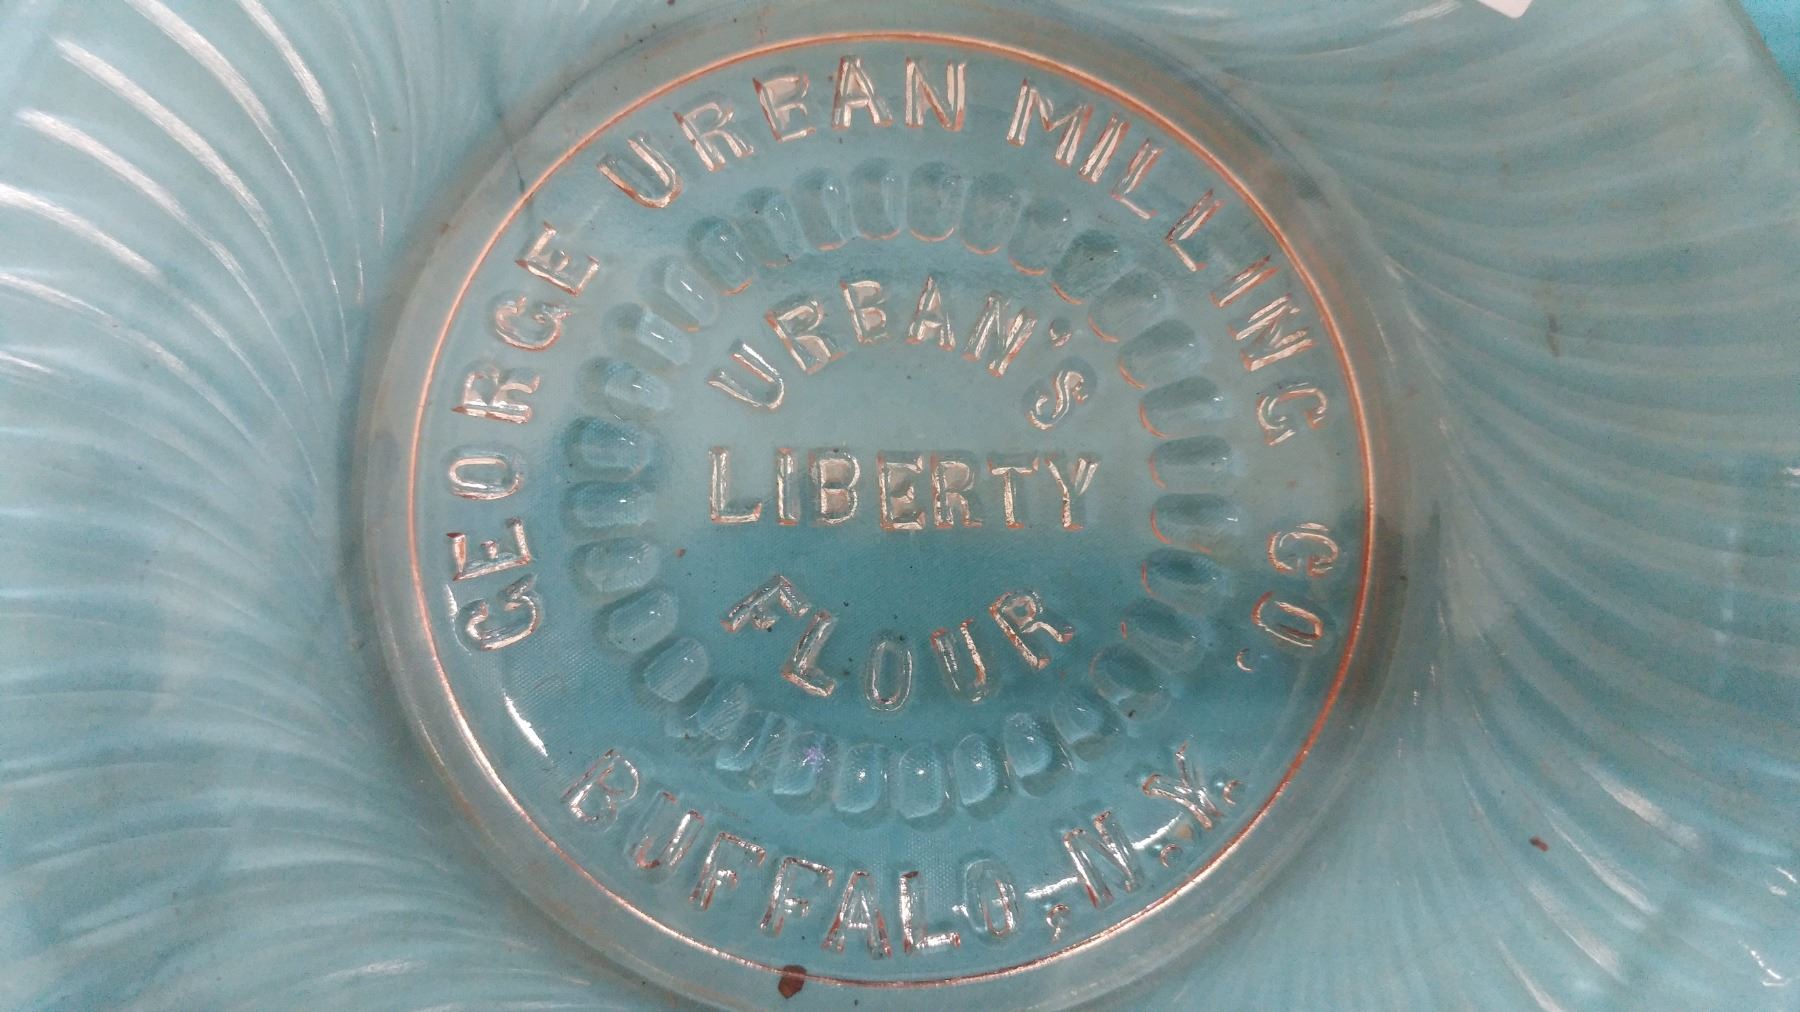 GEORGE URBAN MILLING CO.
URBAN'S
LIBERTY
FLOUR
BUFFALO, N.Y.